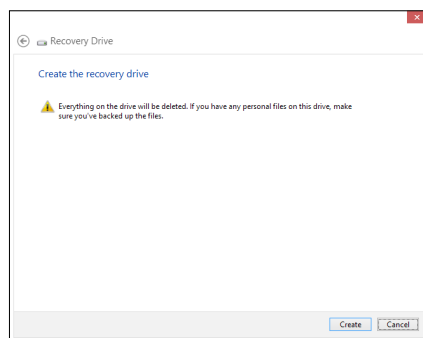 Recovery Drive
Create the recovery drive
Everything on the drive will be deleted. If you have any personal files on this drive, make
sure you've backed up the files.
Create Cancel